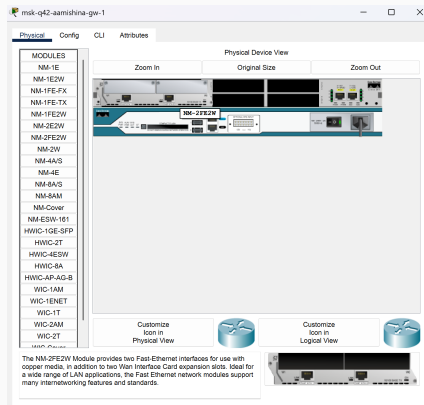 msk-q42-aamishina-gw-1
Physical Config CLI Attributes
MODULES
NM-1E
NM-1E2W
NM-1FE-FX
NM-1FE-TX
NM-1FE2W
NM-2E2W
NM-2FE2W
NM-2W
NM-4A/S
NM-4E
NM-8A/S
NM-8AM
NM-Cover
NM-ESW-161
HWIC-1GE-SFP
HWIC-2T
HWIC-4ESW
HWIC-8A
HWIC-AP-AG-B
WIC-1AM
WIC-1ENET
WIC-1T
WIC-2AM
WIC-2T
WIC-Cover
Physical Device View
Zoom In Original Size Zoom Out
NM-2FE2W
Customize
Icon in
Physical View
Customize
Icon in
Logical View
The NM-2FE2W Module provides two Fast-Ethernet interfaces for use with
copper media, in addition to two Wan Interface Card expansion slots. Ideal for
a wide range of LAN applications, the Fast Ethernet network modules support
many internetworking features and standards.